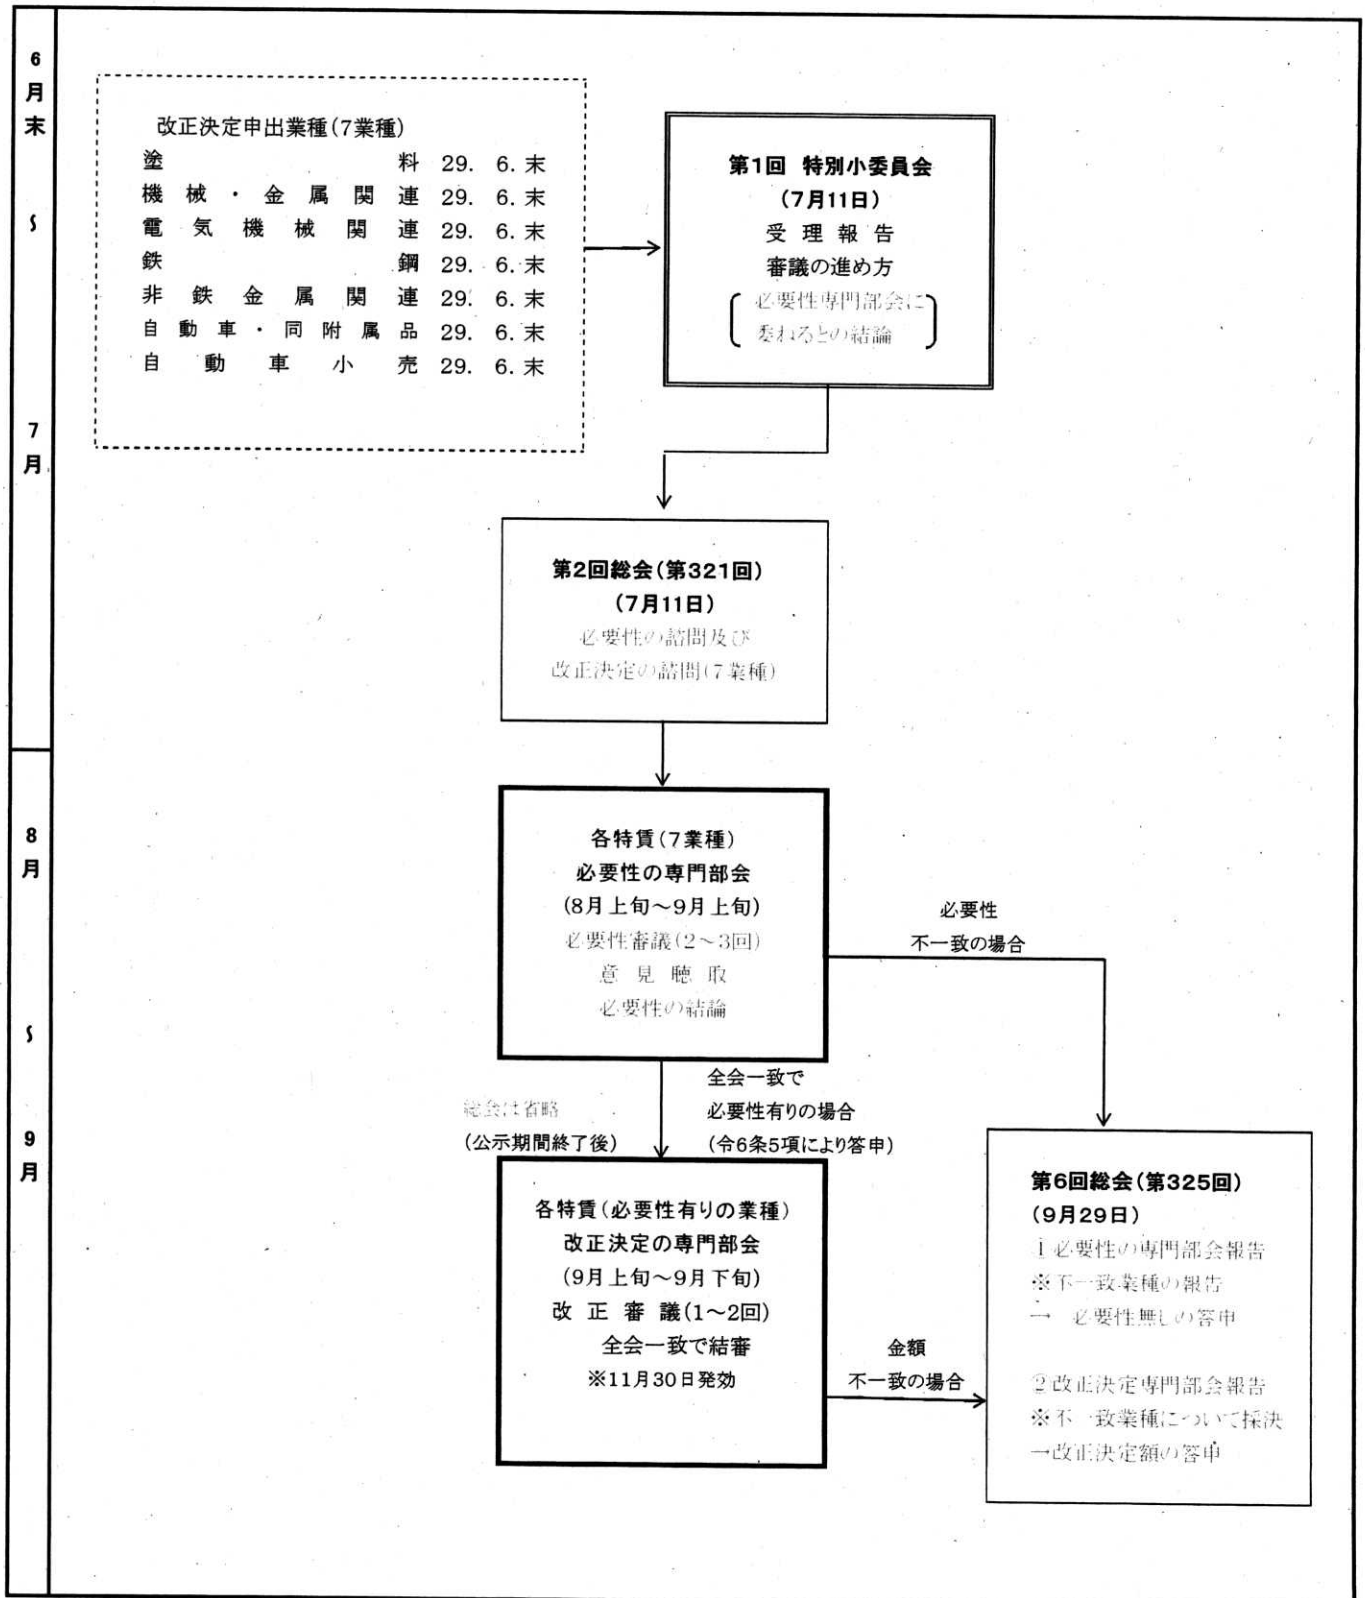 6月末
〜
7月
8月
〜
9月
改正決定申出業種(7業種)
塗料 29. 6. 末
機械・金属関連 29. 6. 末
電気機械関連 29. 6. 末
鉄鋼 29. 6. 末
非鉄金属関連 29. 6. 末
自動車・同附属品 29. 6. 末
自動車小売 29. 6. 末
第1回 特別小委員会
(7月11日)
受理報告
審議の進め方
必要性専門部会に
委ねるとの結論
第2回総会(第321回)
(7月11日)
必要性の諮問及び
改正決定の諮問(7業種)
各特賃(7業種)
必要性の専門部会
(8月上旬～9月上旬)
必要性審議(2～3回)
意見聴取
必要性の結論
必要性
不一致の場合
総会は省略
(公示期間終了後)
全会一致で
必要性有りの場合
(令6条5項により答申)
各特賃(必要性有りの業種)
改正決定の専門部会
(9月上旬～9月下旬)
改正審議(1～2回)
全会一致で結審
※11月30日発効
金額
不一致の場合
第6回総会(第325回)
(9月29日)
①必要性の専門部会報告
※不一致業種の報告
→ 必要性無しの答申
②改正決定専門部会報告
※不一致業種について採決
→改正決定額の答申